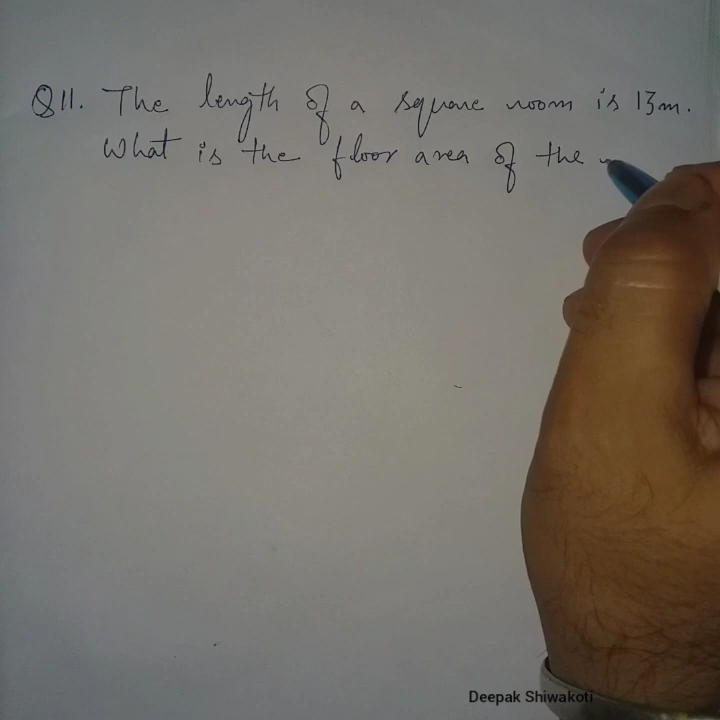 Q11. The length of a square room is 13m.
What is the floor area of the
Deepak Shiwakoti